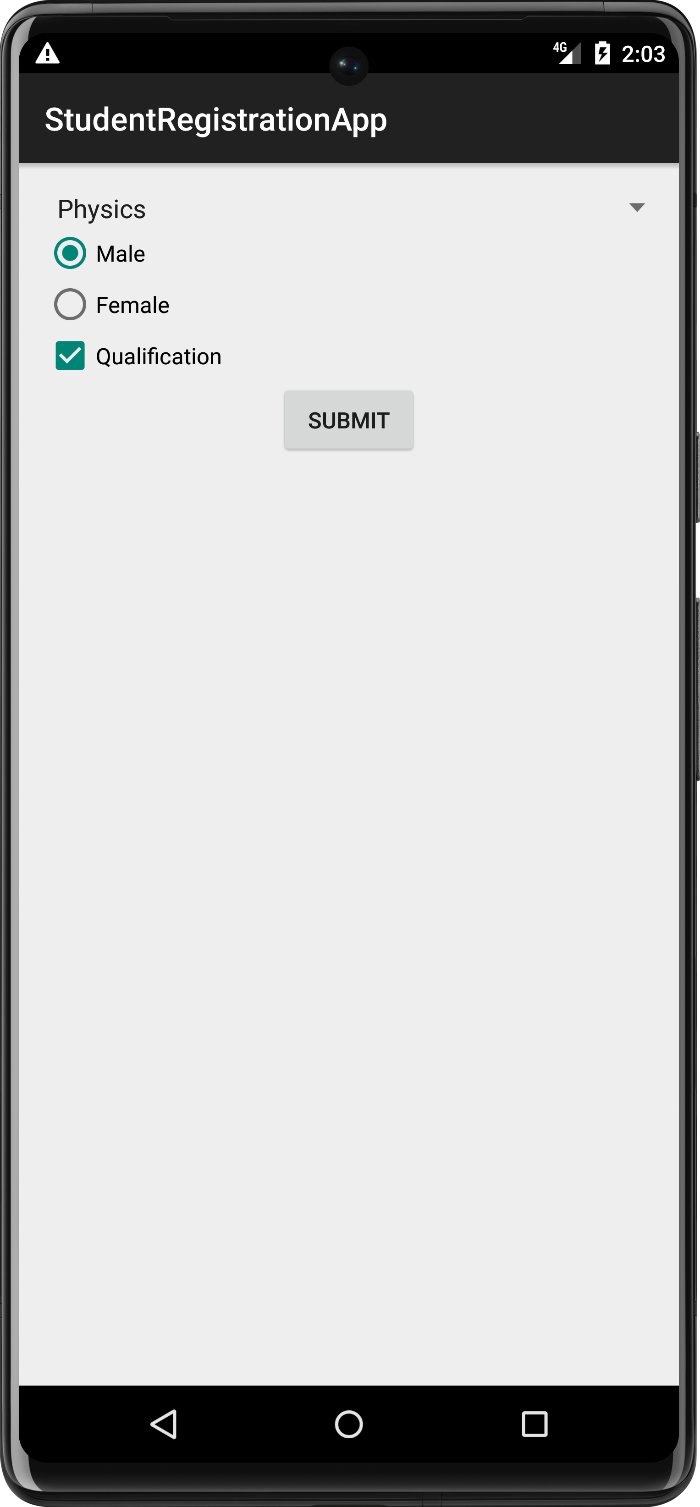 4G 2:03
StudentRegistrationApp
Physics
Male
Female
Qualification
SUBMIT